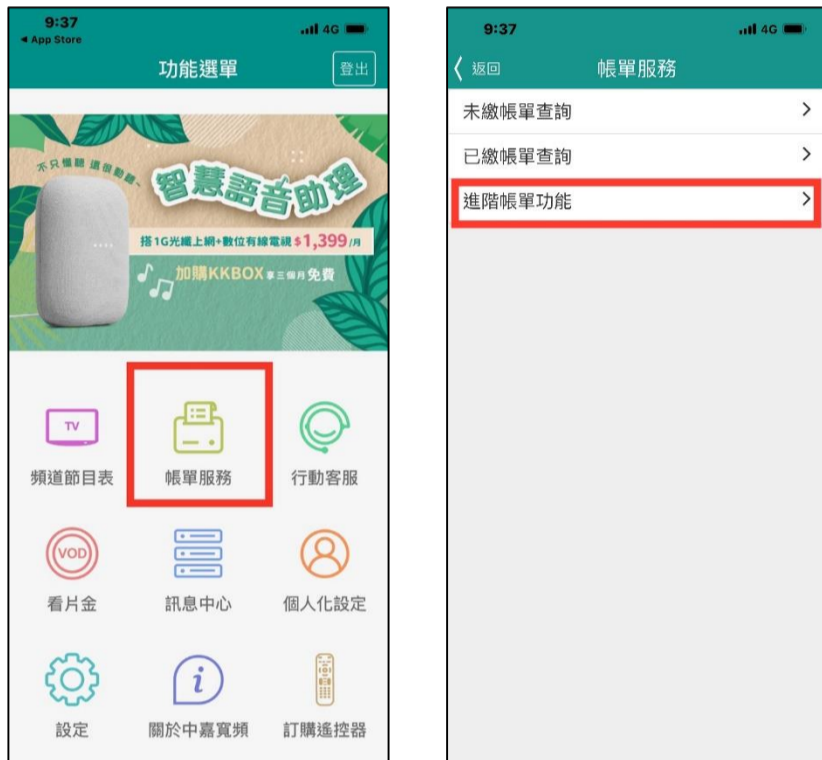 9:37
4G
◀ App Store
功能選單
登出
不只懂聽 還很動聽~
智慧語音助理
搭1G光纖上網+數位有線電視 $1,399/月
加購KKBOX 享三個月免費
TV
頻道節目表
帳單服務
行動客服
VOD
看片金
訊息中心
個人化設定
設定
i
關於中嘉寬頻
訂購遙控器
9:37
4G
返回
帳單服務
未繳帳單查詢
已繳帳單查詢
進階帳單功能